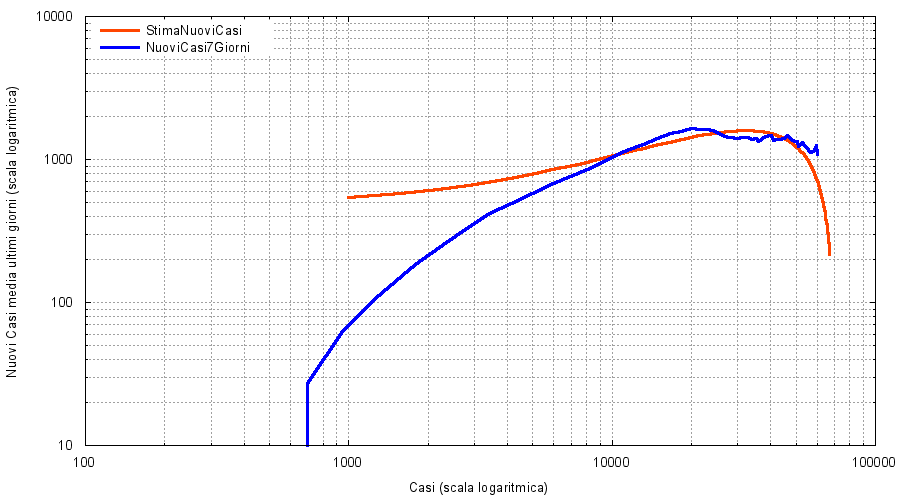 10000
StimaNuoviCasi
NuoviCasi7Giorni
1000
100
10
Nuovi Casi media ultimi giorni (scala logaritmica)
100
1000
10000
100000
Casi (scala logaritmica)